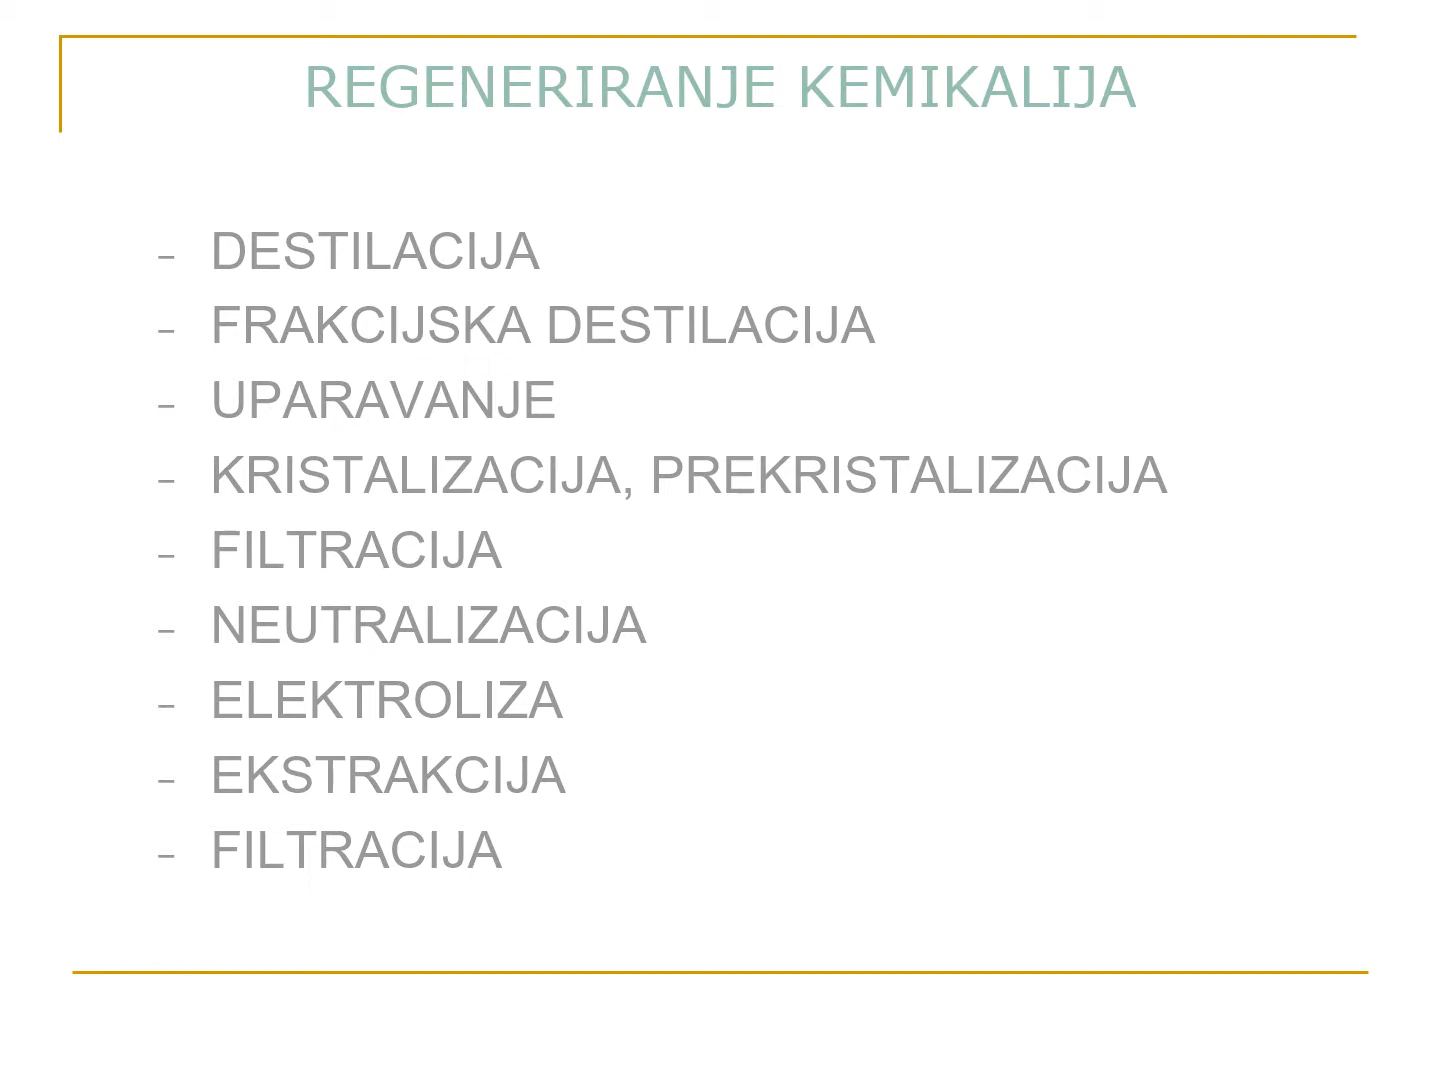 REGENERIRANJE KEMIKALIJA
– DESTILACIJA
– FRAKCIJSKA DESTILACIJA
– UPARAVANJE
– KRISTALIZACIJA, PREKRISTALIZACIJA
– FILTRACIJA
– NEUTRALIZACIJA
– ELEKTROLIZA
– EKSTRAKCIJA
– FILTRACIJA